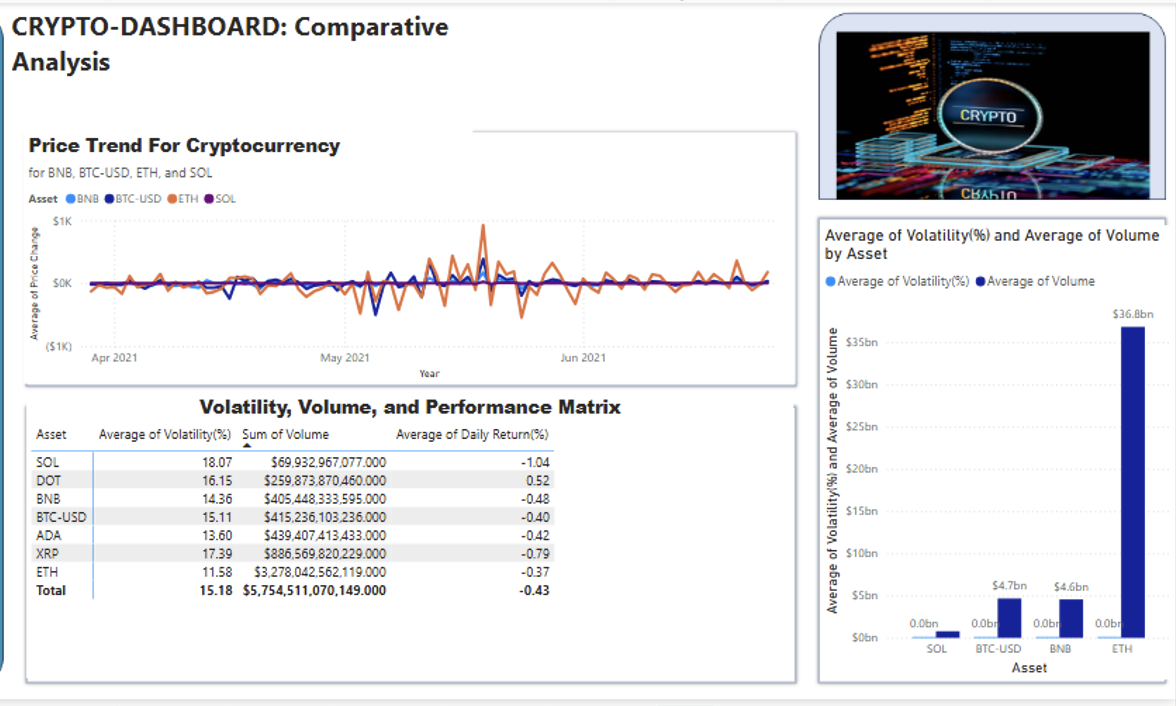 CRYPTO-DASHBOARD: Comparative
Analysis
CRYPTO
CRYPTO
Price Trend For Cryptocurrency
for BNB, BTC-USD, ETH, and SOL
Asset BNB BTC-USD ETH SOL
Average of Price Change
$1K
$0K
($1K)
Apr 2021 May 2021 Jun 2021
Year
Volatility, Volume, and Performance Matrix
Asset Average of Volatility(%) Sum of Volume Average of Daily Return(%)
SOL 18.07 $69,932,967,077.000 -1.04
DOT 16.15 $259,873,870,460.000 0.52
BNB 14.36 $405,448,333,595.000 -0.48
BTC-USD 15.11 $415,236,103,236.000 -0.40
ADA 13.60 $439,407,413,433.000 -0.42
XRP 17.39 $886,569,820,229.000 -0.79
ETH 11.58 $3,278,042,562,119.000 -0.37
Total 15.18 $5,754,511,070,149.000 -0.43
Average of Volatility(%) and Average of Volume
by Asset
Average of Volatility(%) Average of Volume
Average of Volatility(%) and Average of Volume
$36.8bn
$35bn
$30bn
$25bn
$20bn
$15bn
$10bn
$5bn
$0bn
$4.7bn $4.6bn
0.0bn 0.0bn 0.0bn 0.0bn
SOL BTC-USD BNB ETH
Asset